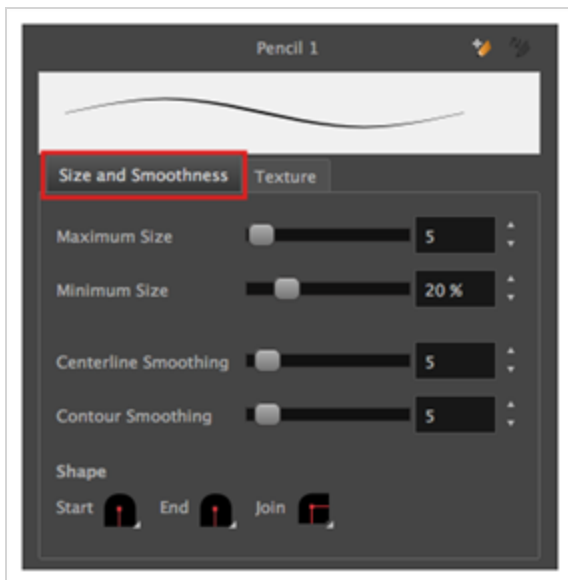 Pencil 1
Size and Smoothness Texture
Maximum Size 5
Minimum Size 20 %
Centerline Smoothing 5
Contour Smoothing 5
Shape
Start End Join